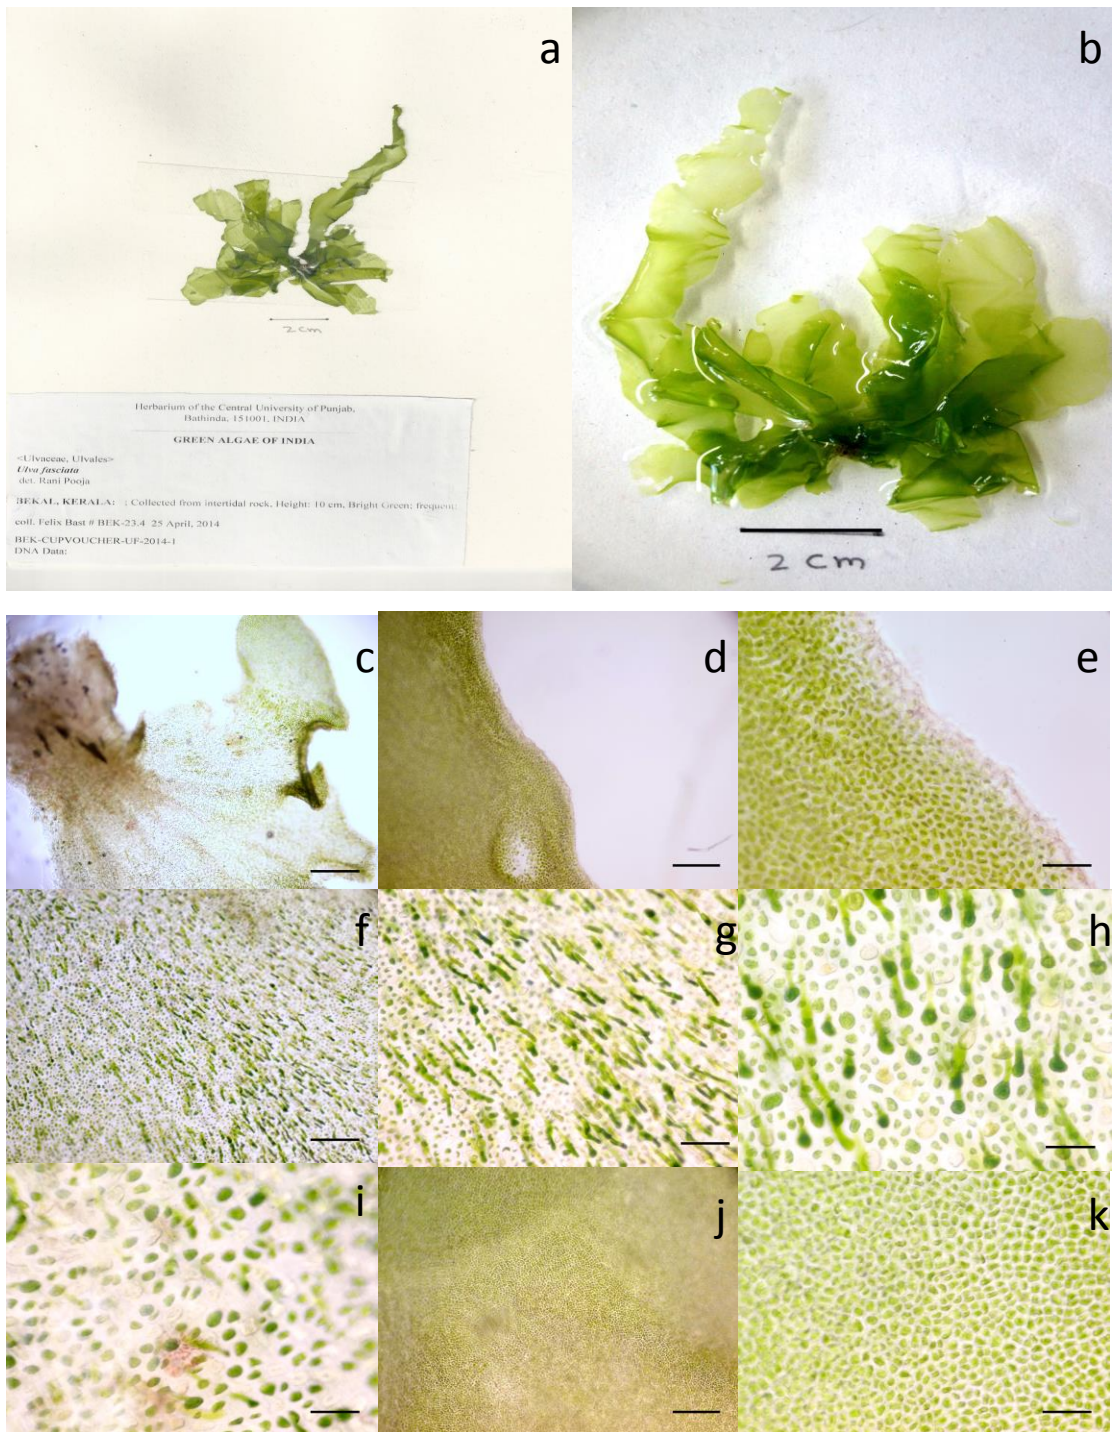 a
b
2 cm
Herbarium of the Central University of Punjab,
Bathinda, 151001, INDIA
GREEN ALGAE OF INDIA
<Ulvaceae, Ulvales>
Ulva fasciata
det. Rani Pooja
BEKAL, KERALA: ; Collected from intertidal rock, Height: 10 cm, Bright Green; frequent;
coll. Felix Bast # BEK-23.4 25 April, 2014
BEK-CUPVOUCHER-UF-2014-1
DNA Data:
2 cm
c
d
e
f
g
h
i
j
k